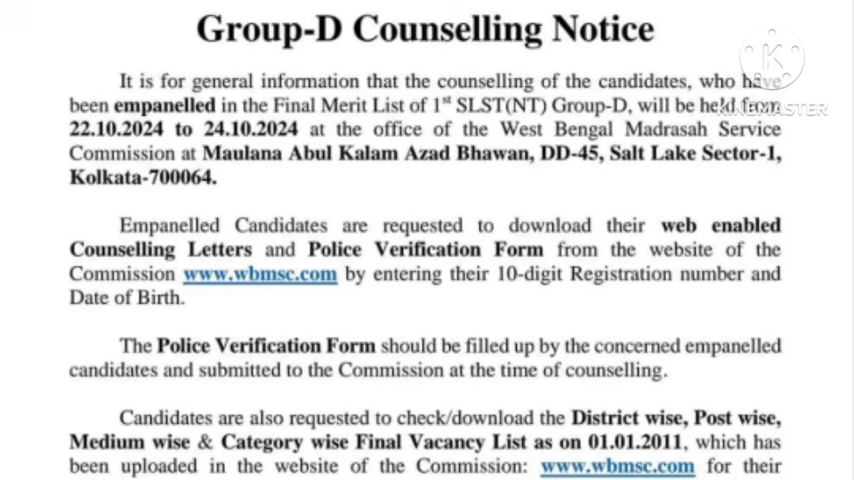 Group-D Counselling Notice
It is for general information that the counselling of the candidates, who have
been empanelled in the Final Merit List of 1st SLST(NT) Group-D, will be held from
22.10.2024 to 24.10.2024 at the office of the West Bengal Madrasah Service
Commission at Maulana Abul Kalam Azad Bhawan, DD-45, Salt Lake Sector-1,
Kolkata-700064.
Empanelled Candidates are requested to download their web enabled
Counselling Letters and Police Verification Form from the website of the
Commission www.wbmsc.com by entering their 10-digit Registration number and
Date of Birth.
The Police Verification Form should be filled up by the concerned empanelled
candidates and submitted to the Commission at the time of counselling.
Candidates are also requested to check/download the District wise, Post wise,
Medium wise & Category wise Final Vacancy List as on 01.01.2011, which has
been uploaded in the website of the Commission: www.wbmsc.com for their
K
KINEMASTER